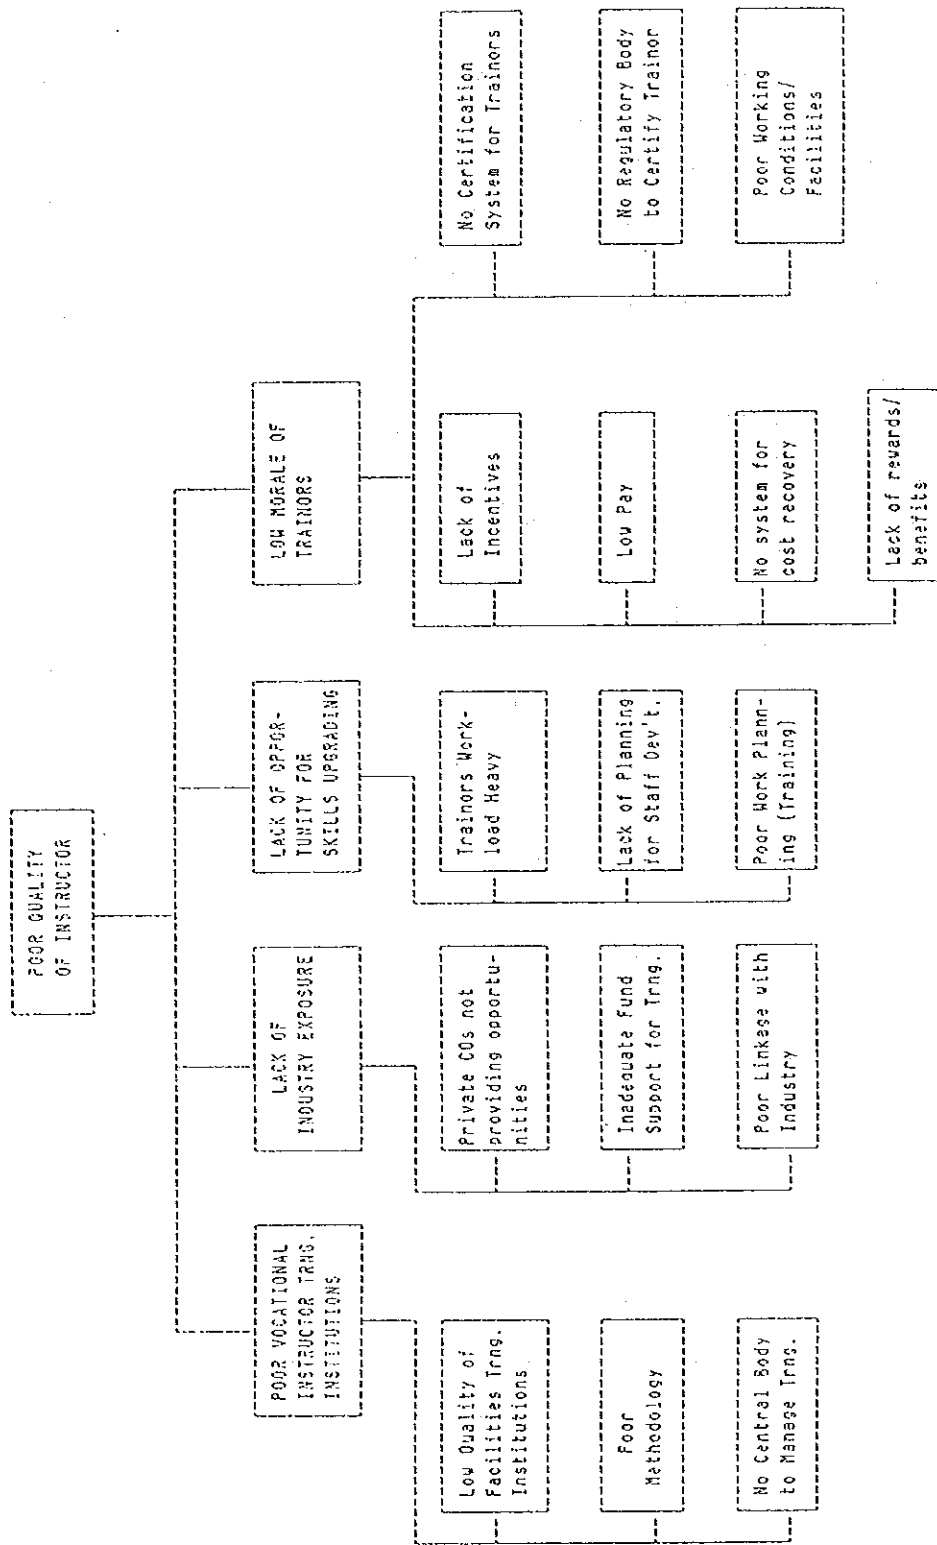 POOR QUALITY
OF INSTRUCTOR
POOR VOCATIONAL
INSTRUCTOR TRNG.
INSTITUTIONS
LACK OF
INDUSTRY EXPOSURE
LACK OF OPPOR-
TUNITY FOR
SKILLS UPGRADING
LOW MORALE OF
TRAINORS
Low Quality of
Facilities Trng.
Institutions
Poor
Methodology
No Central Body
to Manage Trng.
Private COs not
providing opportu-
nities
Inadequate Fund
Support for Trng.
Poor Linkage with
Industry
Trainors Work-
load Heavy
Lack of Planning
for Staff Dev't.
Poor Work Plann-
ing (Training)
Lack of
Incentives
Low Pay
No system for
cost recovery
Lack of rewards/
benefits
No Certification
System for Trainors
No Regulatory Body
to Certify Trainor
Poor Working
Conditions/
Facilities